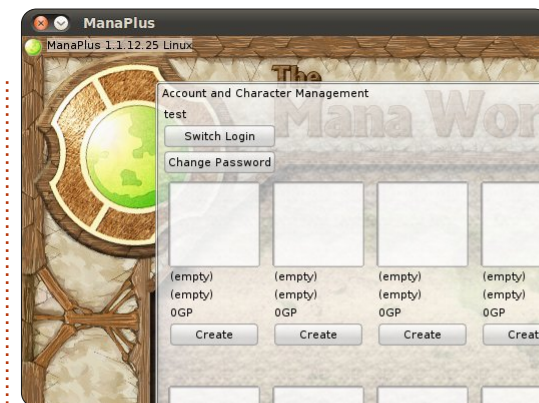 ManaPlus
ManaPlus 1.1.12.25 Linux
The
Mana Wor
Account and Character Management
test
Switch Login
Change Password
(empty) (empty) (empty) (empty)
(empty) (empty) (empty) (empty)
0GP 0GP 0GP 0GP
Create Create Create Creat